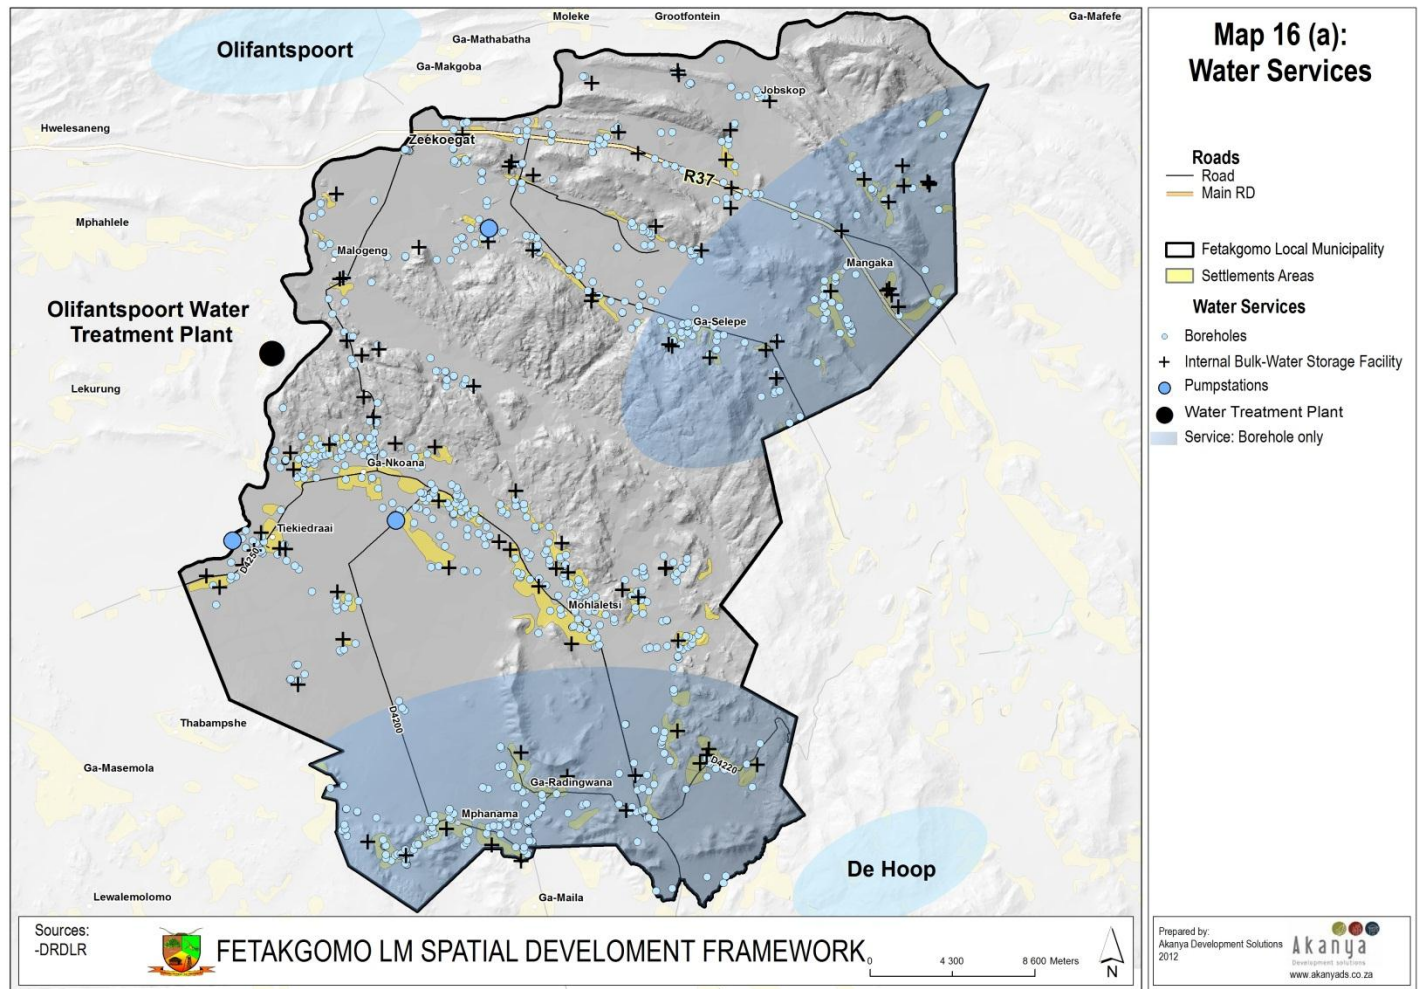 Olifantspoort
Moleke
Grootfontein
Ga-Mafefe
Ga-Mathabatha
Ga-Makgoba
Jobskop
Hwelesaneng
Zeekoegat
R37
Mphahlele
Malogeng
Mangaka
Olifantspoort Water
Treatment Plant
Ga-Selepe
Lekurung
Ga-Nkoana
Tiekiedraai
D4250
Mohlaletsi
Thabampshe
D4200
Ga-Masemola
D4220
Ga-Radingwana
Mphanama
De Hoop
Lewalemolomo
Ga-Maila
Map 16 (a):
Water Services
Roads
Road
Main RD
Fetakgomo Local Municipality
Settlements Areas
Water Services
Boreholes
Internal Bulk-Water Storage Facility
Pumpstations
Water Treatment Plant
Service: Borehole only
Sources:
-DRDLR
FETAKGOMO LM SPATIAL DEVELOMENT FRAMEWORK
0 4 300 8 600 Meters
N
Prepared by:
Akanya Development Solutions
2012
Akanya
Development solutions
www.akanyads.co.za